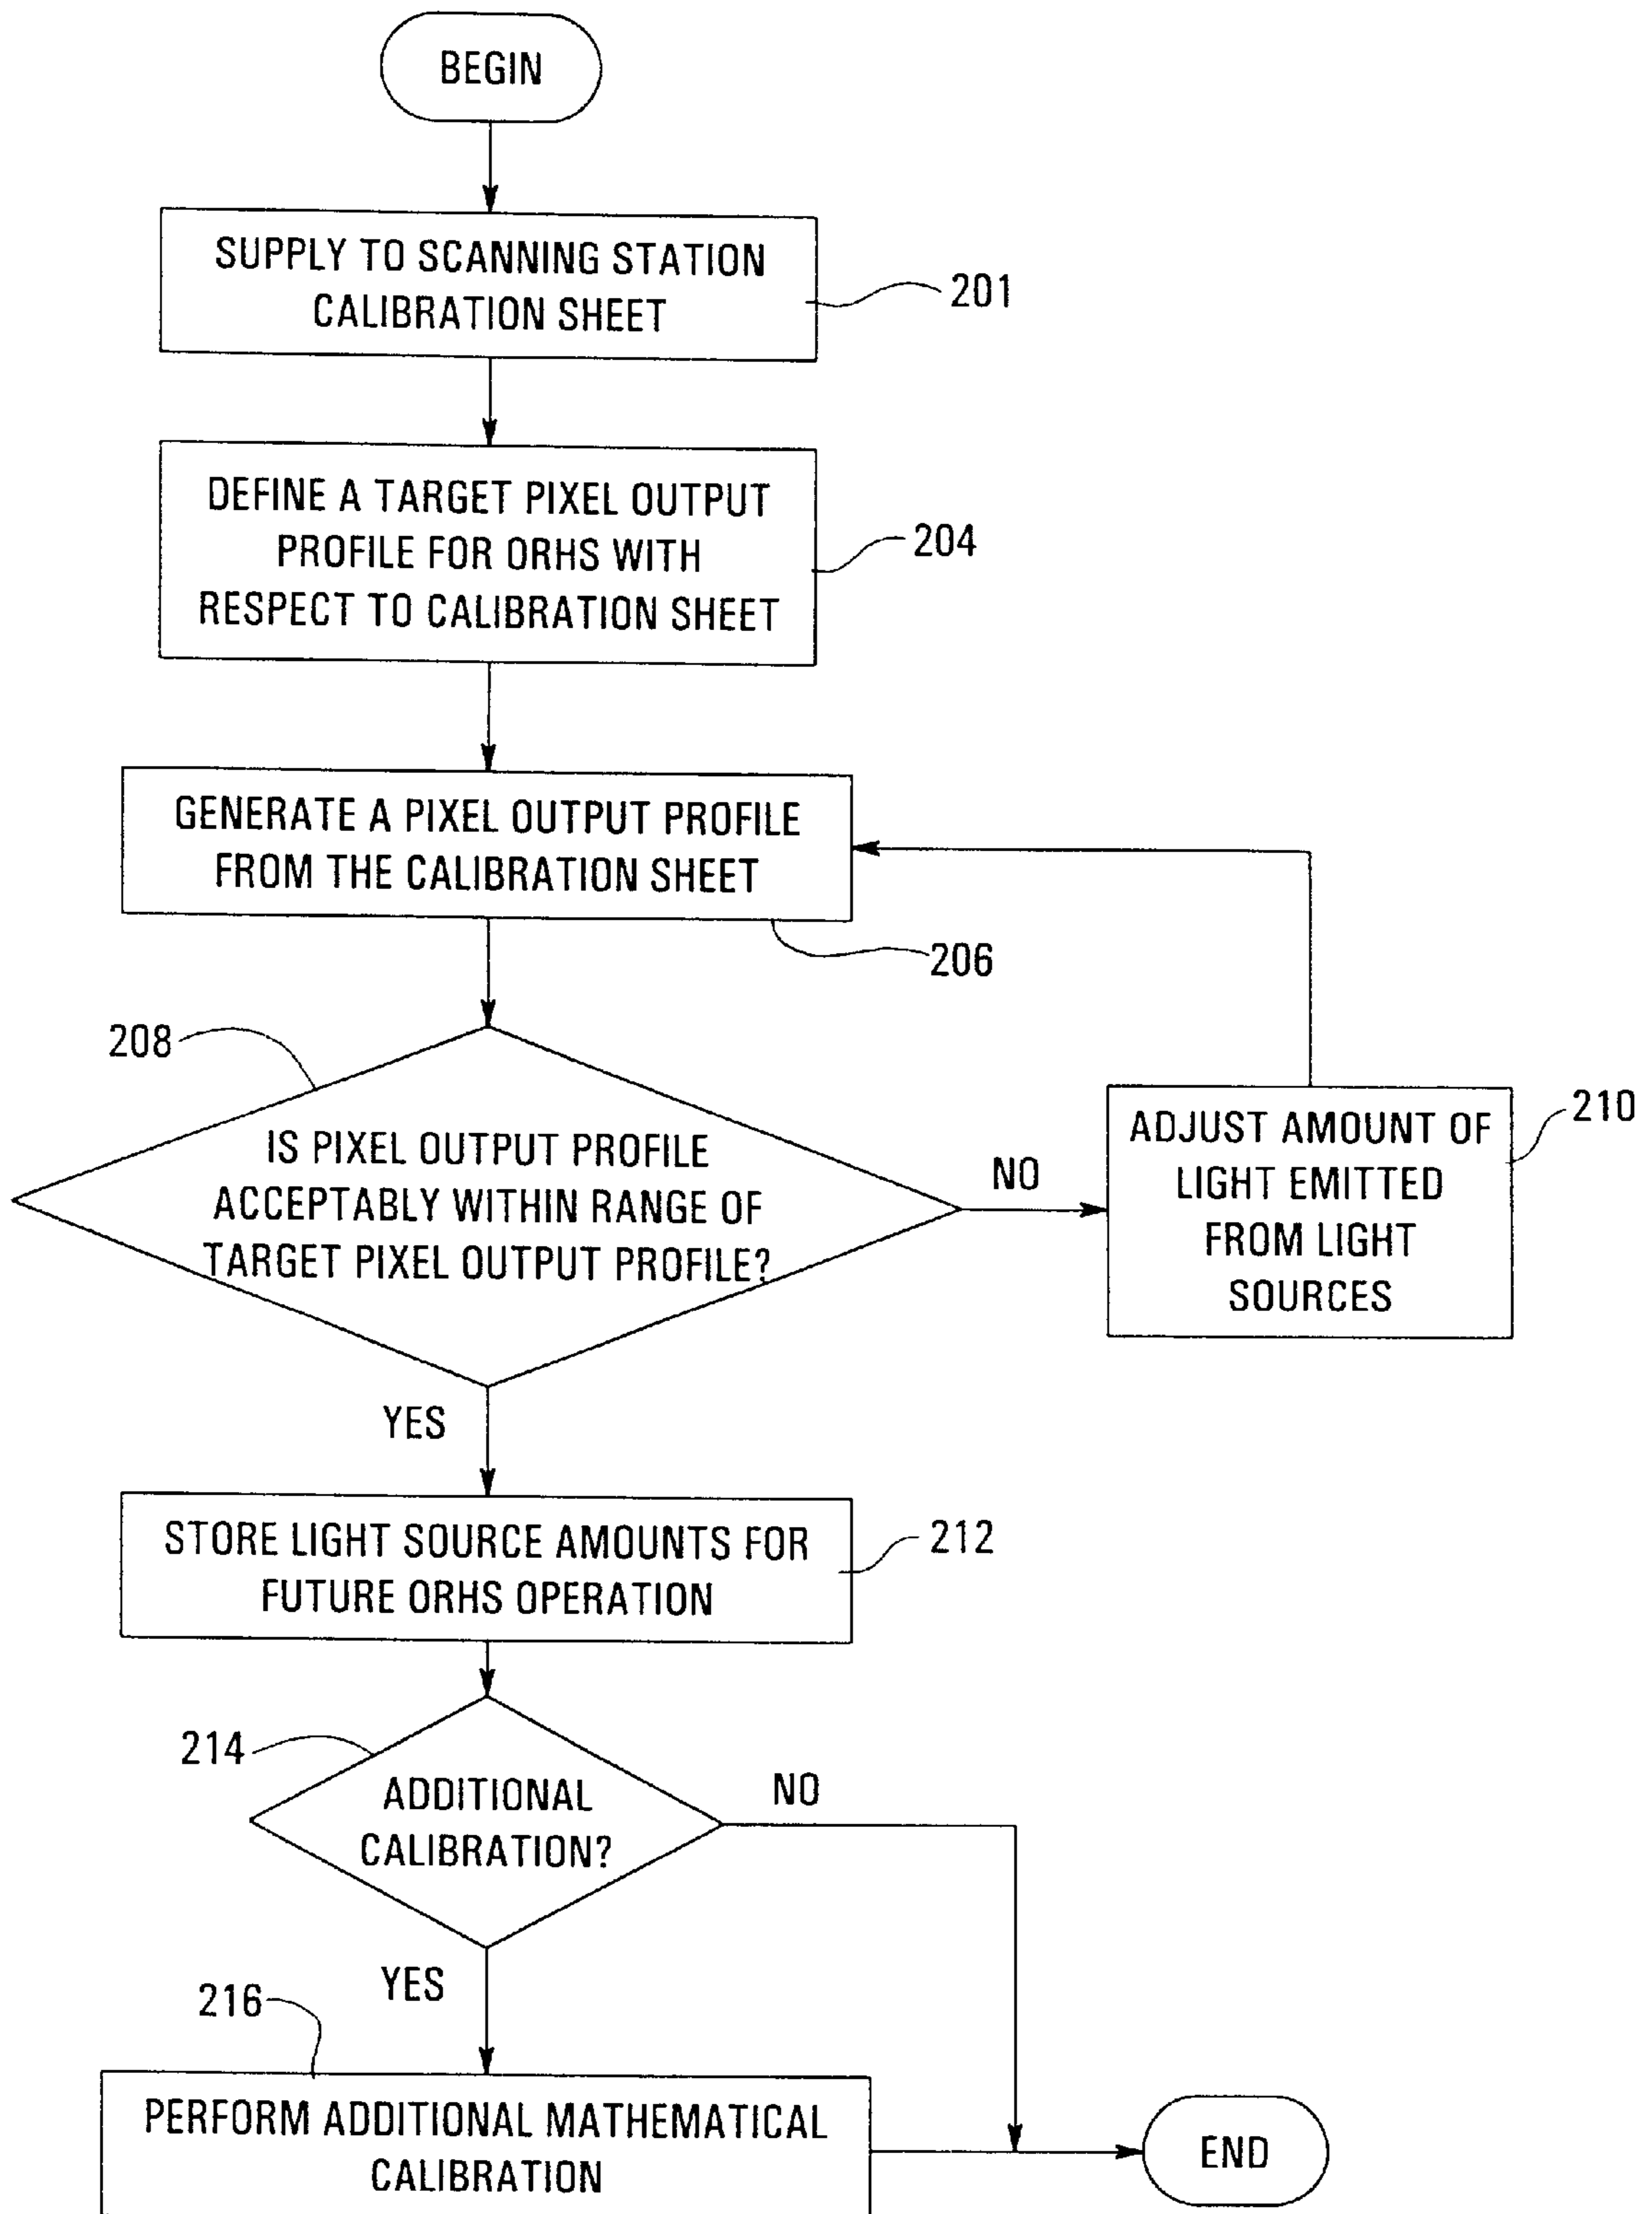 BEGIN
SUPPLY TO SCANNING STATION
CALIBRATION SHEET
201
DEFINE A TARGET PIXEL OUTPUT
PROFILE FOR ORHS WITH
RESPECT TO CALIBRATION SHEET
204
GENERATE A PIXEL OUTPUT PROFILE
FROM THE CALIBRATION SHEET
206
208
IS PIXEL OUTPUT PROFILE
ACCEPTABLY WITHIN RANGE OF
TARGET PIXEL OUTPUT PROFILE?
NO
ADJUST AMOUNT OF
LIGHT EMITTED
FROM LIGHT
SOURCES
210
YES
STORE LIGHT SOURCE AMOUNTS FOR
FUTURE ORHS OPERATION
212
214
ADDITIONAL
CALIBRATION?
NO
YES
216
PERFORM ADDITIONAL MATHEMATICAL
CALIBRATION
END